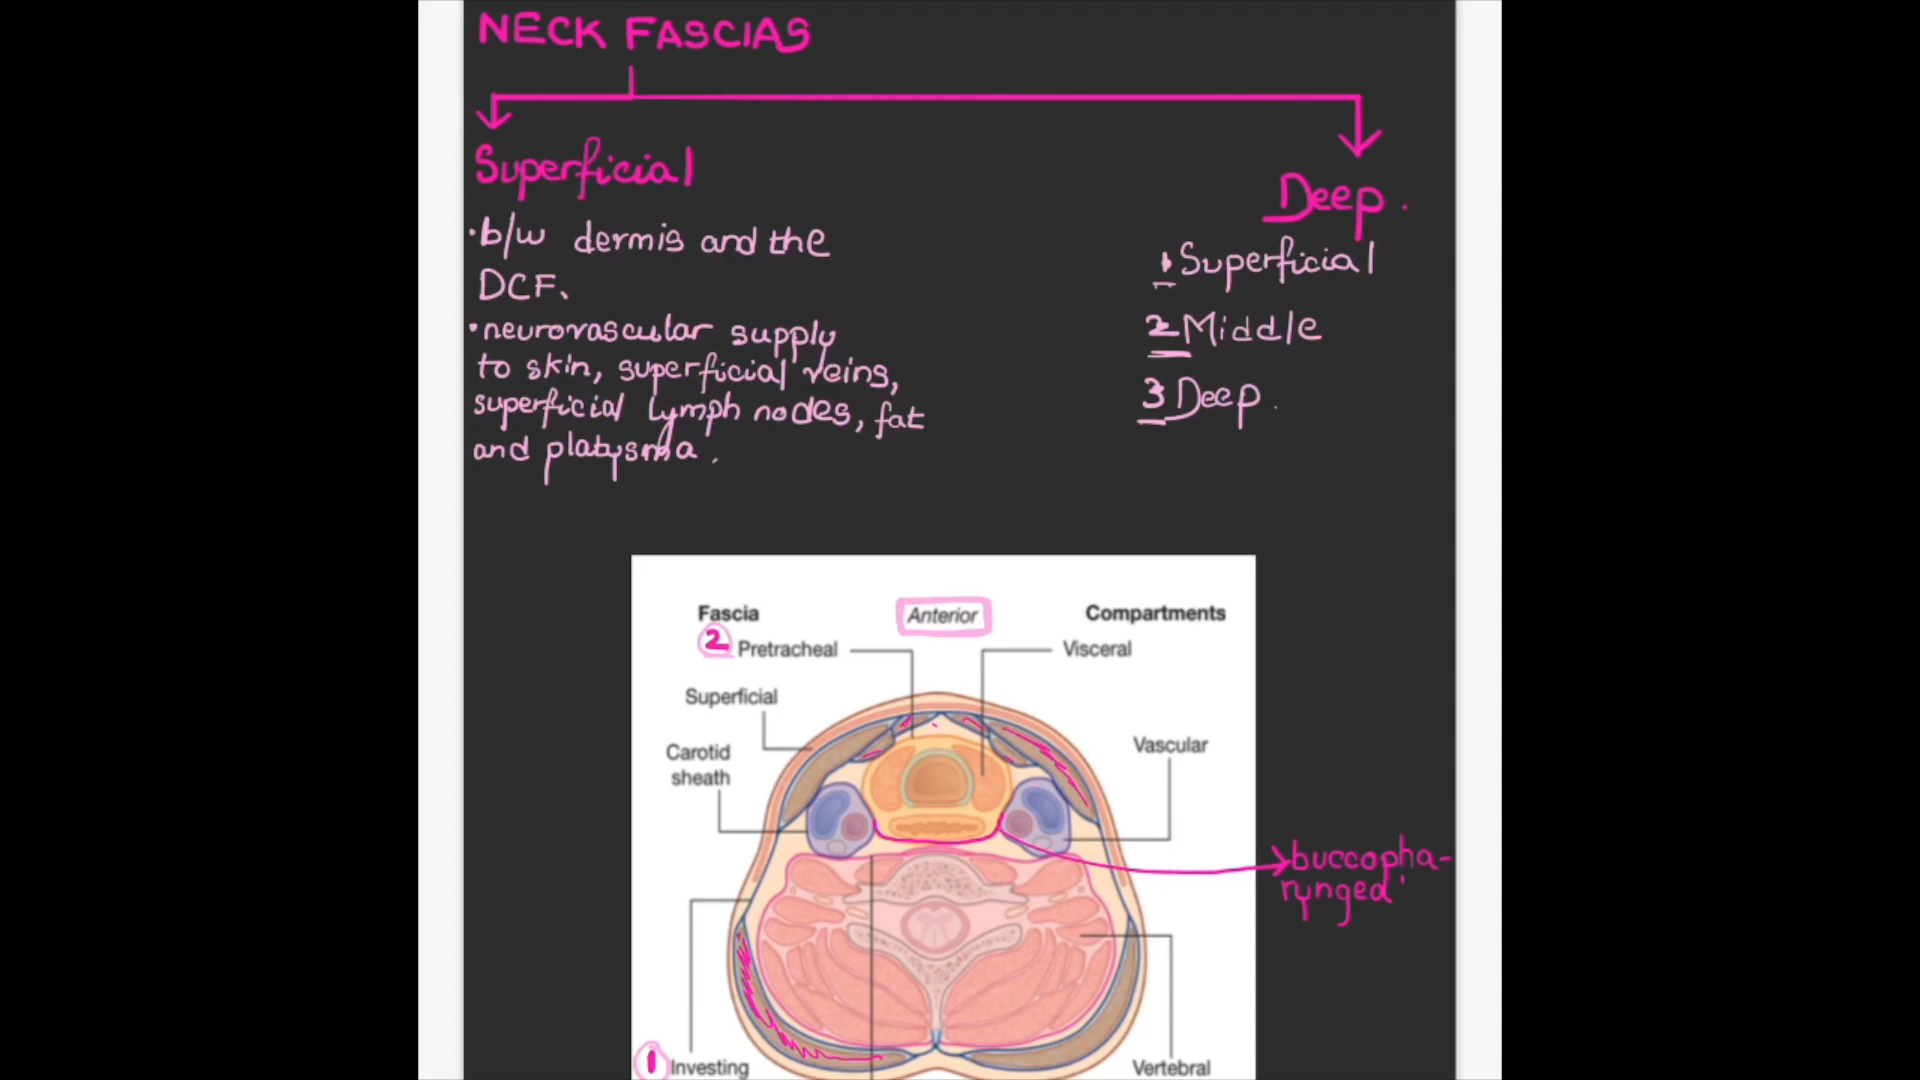 NECK FASCIAS
Superficial
• b/w dermis and the
DCF.
• neurovascular supply
to skin, superficial veins,
superficial lymph nodes, fat
and platysma.
Deep.
1 Superficial
2 Middle
3 Deep.
Fascia
Anterior
Compartments
2 Pretracheal
Visceral
Superficial
Carotid
sheath
Vascular
buccopha-
ryngeal
1 Investing
Vertebral